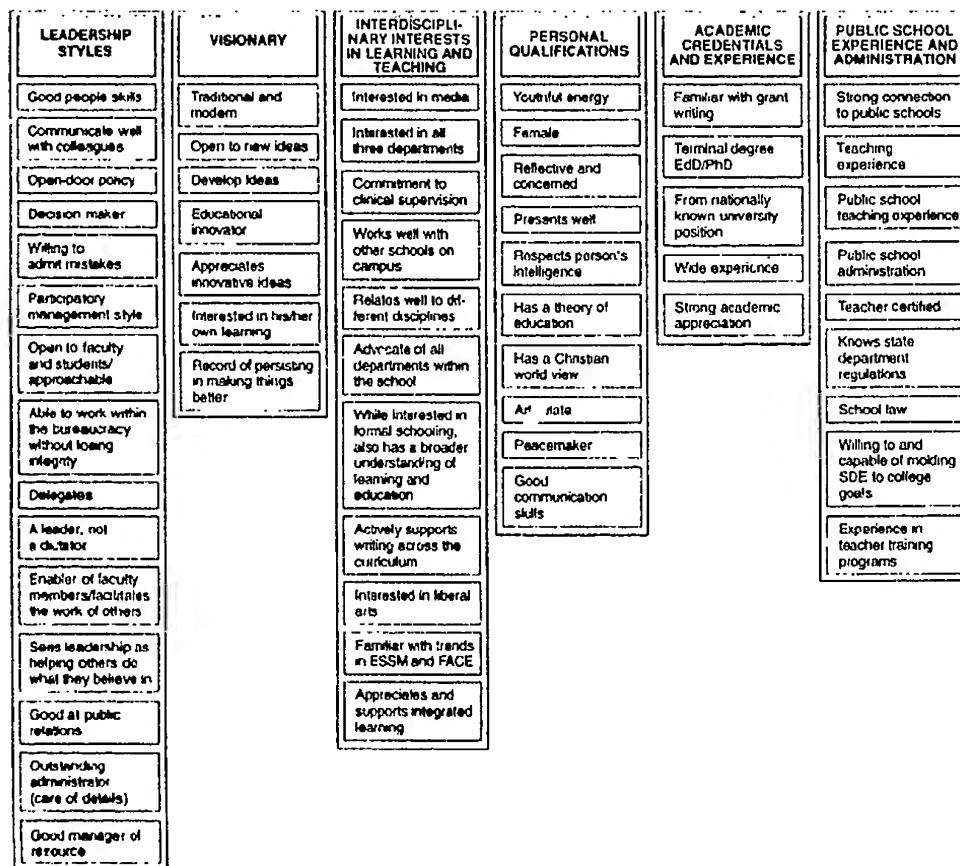 LEADERSHIP
STYLES
Good people skills
Communicate well
with colleagues
Open-door policy
Decision maker
Willing to
admit mistakes
Participatory
management style
Open to faculty
and students/
approachable
Able to work within
the bureaucracy
without losing
integrity
Delegates
A leader, not
a dictator
Enabler of faculty
members/facilitates
the work of others
Sees leadership as
helping others do
what they believe in
Good at public
relations
Outstanding
administrator
(care of details)
Good manager of
resource
VISIONARY
Traditional and
modern
Open to new ideas
Develop Ideas
Educational
innovator
Appreciates
innovative ideas
Interested in his/her
own learning
Record of persisting
in making things
better
INTERDISCIPLI-
NARY INTERESTS
IN LEARNING AND
TEACHING
Interested in media
Interested in all
three departments
Commitment to
clinical supervision
Works well with
other schools on
campus
Relates well to dif-
ferent disciplines
Advocate of all
departments within
the school
While Interested in
formal schooling,
also has a broader
understanding of
learning and
education
Actively supports
writing across the
curriculum
Interested in liberal
arts
Familiar with trends
in ESSM and FACE
Appreciates and
supports integrated
learning
PERSONAL
QUALIFICATIONS
Youthful energy
Female
Reflective and
concerned
Presents well
Respects person's
intelligence
Has a theory of
education
Has a Christian
world view
Peacemaker
Good
communication
skills
ACADEMIC
CREDENTIALS
AND EXPERIENCE
Familiar with grant
writing
Terminal degree
EdD/PhD
From nationally
known university
position
Wide experience
Strong academic
appreciation
PUBLIC SCHOOL
EXPERIENCE AND
ADMINISTRATION
Strong connection
to public schools
Teaching
experience
Public school
teaching experience
Public school
administration
Teacher certified
Knows state
department
regulations
School law
Willing to and
capable of molding
SDE to college
goals
Experience in
teacher training
programs